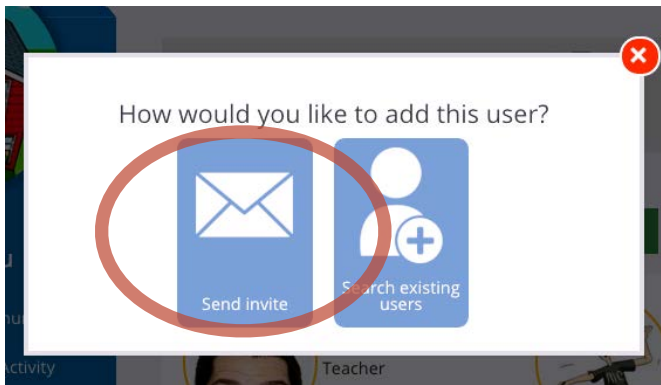 How would you like to add this user?
Send invite
Search existing
users
Activity
Teacher